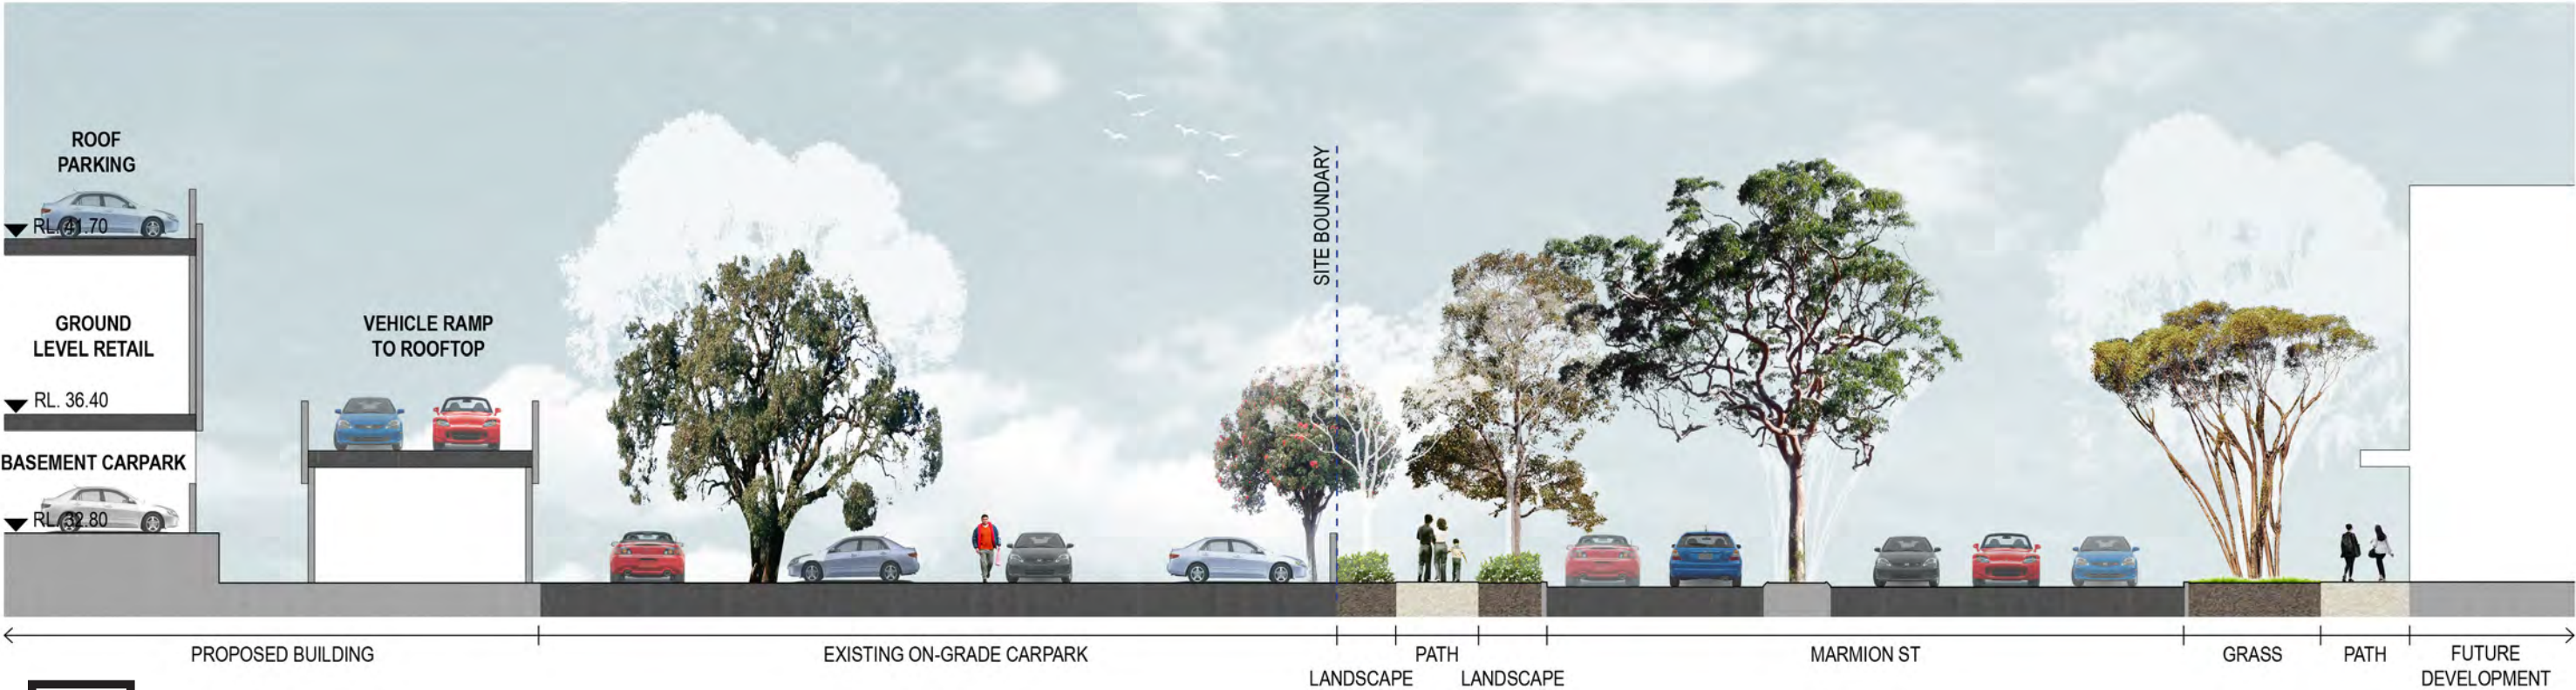 ROOF
PARKING
RL. 41.70
GROUND
LEVEL RETAIL
RL. 36.40
BASEMENT CARPARK
RL. 32.80
VEHICLE RAMP
TO ROOFTOP
SITE BOUNDARY
PROPOSED BUILDING
EXISTING ON-GRADE CARPARK
LANDSCAPE
PATH
LANDSCAPE
MARMION ST
GRASS
PATH
FUTURE
DEVELOPMENT